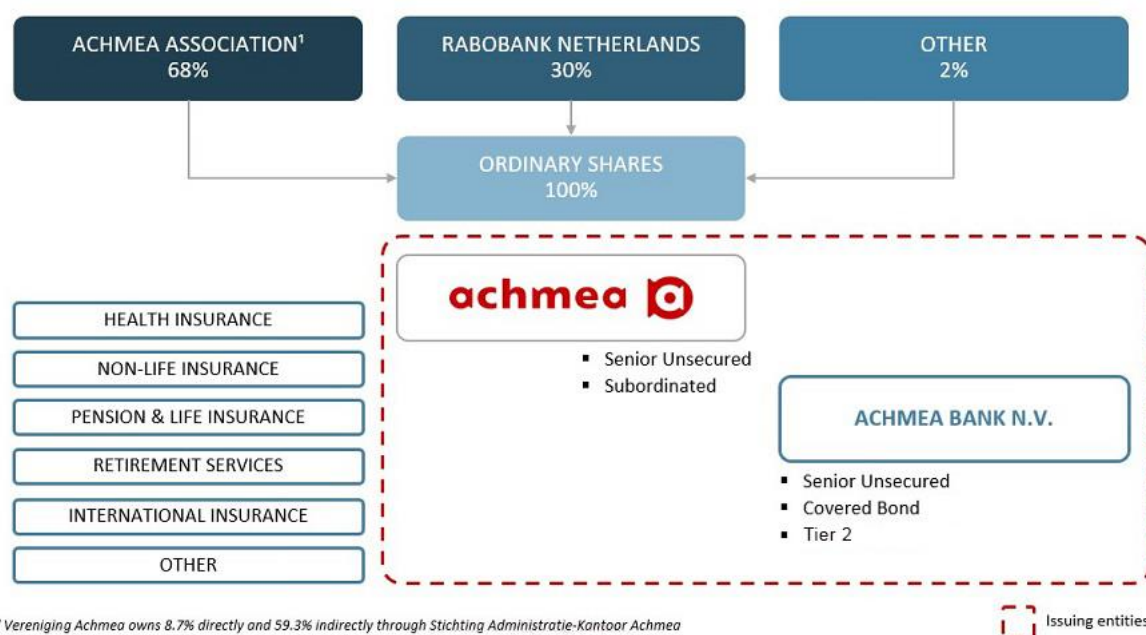 ACHMEA ASSOCIATION¹
68%
RABOBANK NETHERLANDS
30%
OTHER
2%
ORDINARY SHARES
100%
achmea
▪ Senior Unsecured
▪ Subordinated
HEALTH INSURANCE
NON-LIFE INSURANCE
PENSION & LIFE INSURANCE
RETIREMENT SERVICES
INTERNATIONAL INSURANCE
OTHER
ACHMEA BANK N.V.
▪ Senior Unsecured
▪ Covered Bond
▪ Tier 2
Vereniging Achmea owns 8.7% directly and 59.3% indirectly through Stichting Administratie-Kantoor Achmea
Issuing entities